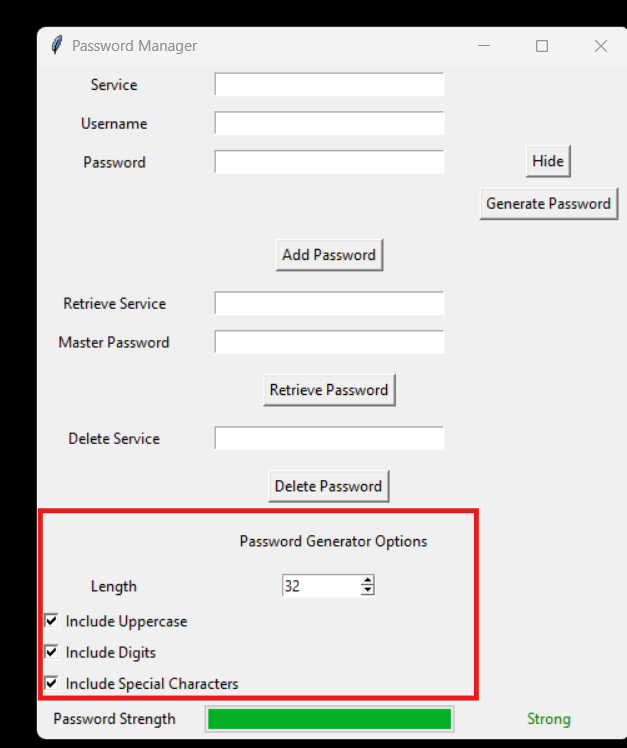 Password Manager
Service
Username
Password Hide
Generate Password
Add Password
Retrieve Service
Master Password
Retrieve Password
Delete Service
Delete Password
Password Generator Options
Length 32
Include Uppercase
Include Digits
Include Special Characters
Password Strength Strong